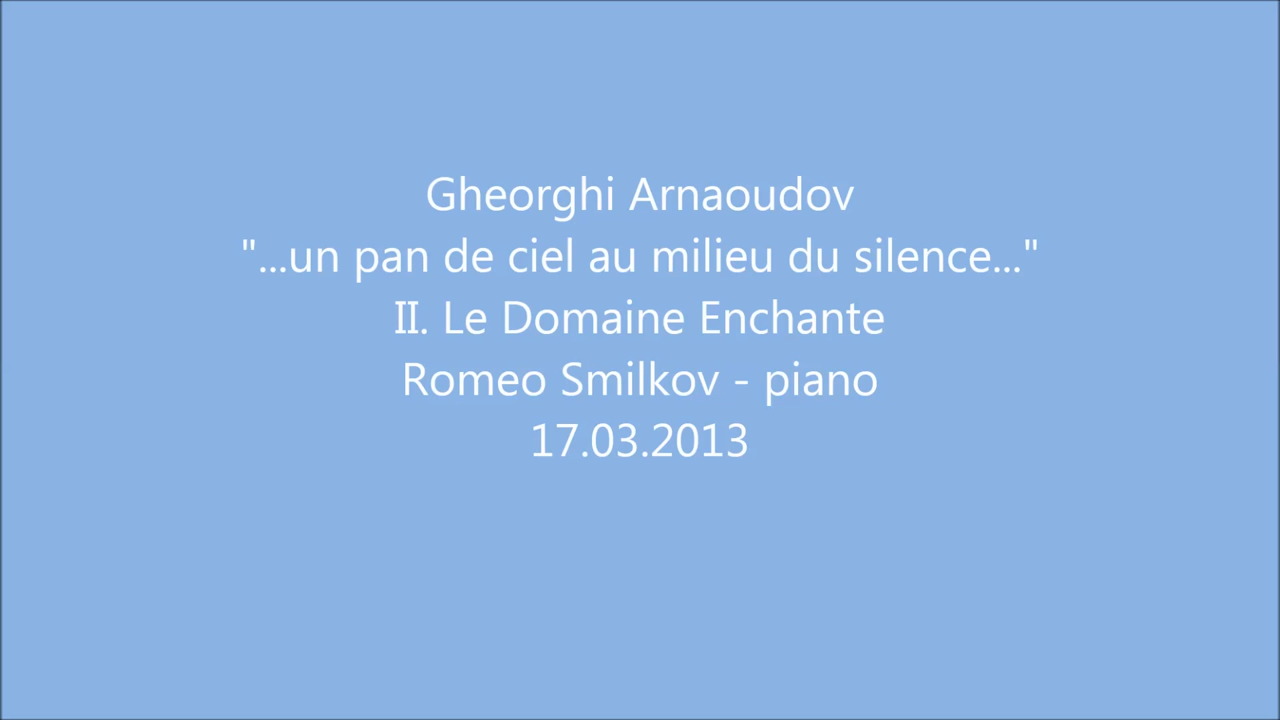 Gheorghi Arnaoudov
"...un pan de ciel au milieu du silence..."
II. Le Domaine Enchante
Romeo Smilkov - piano
17.03.2013